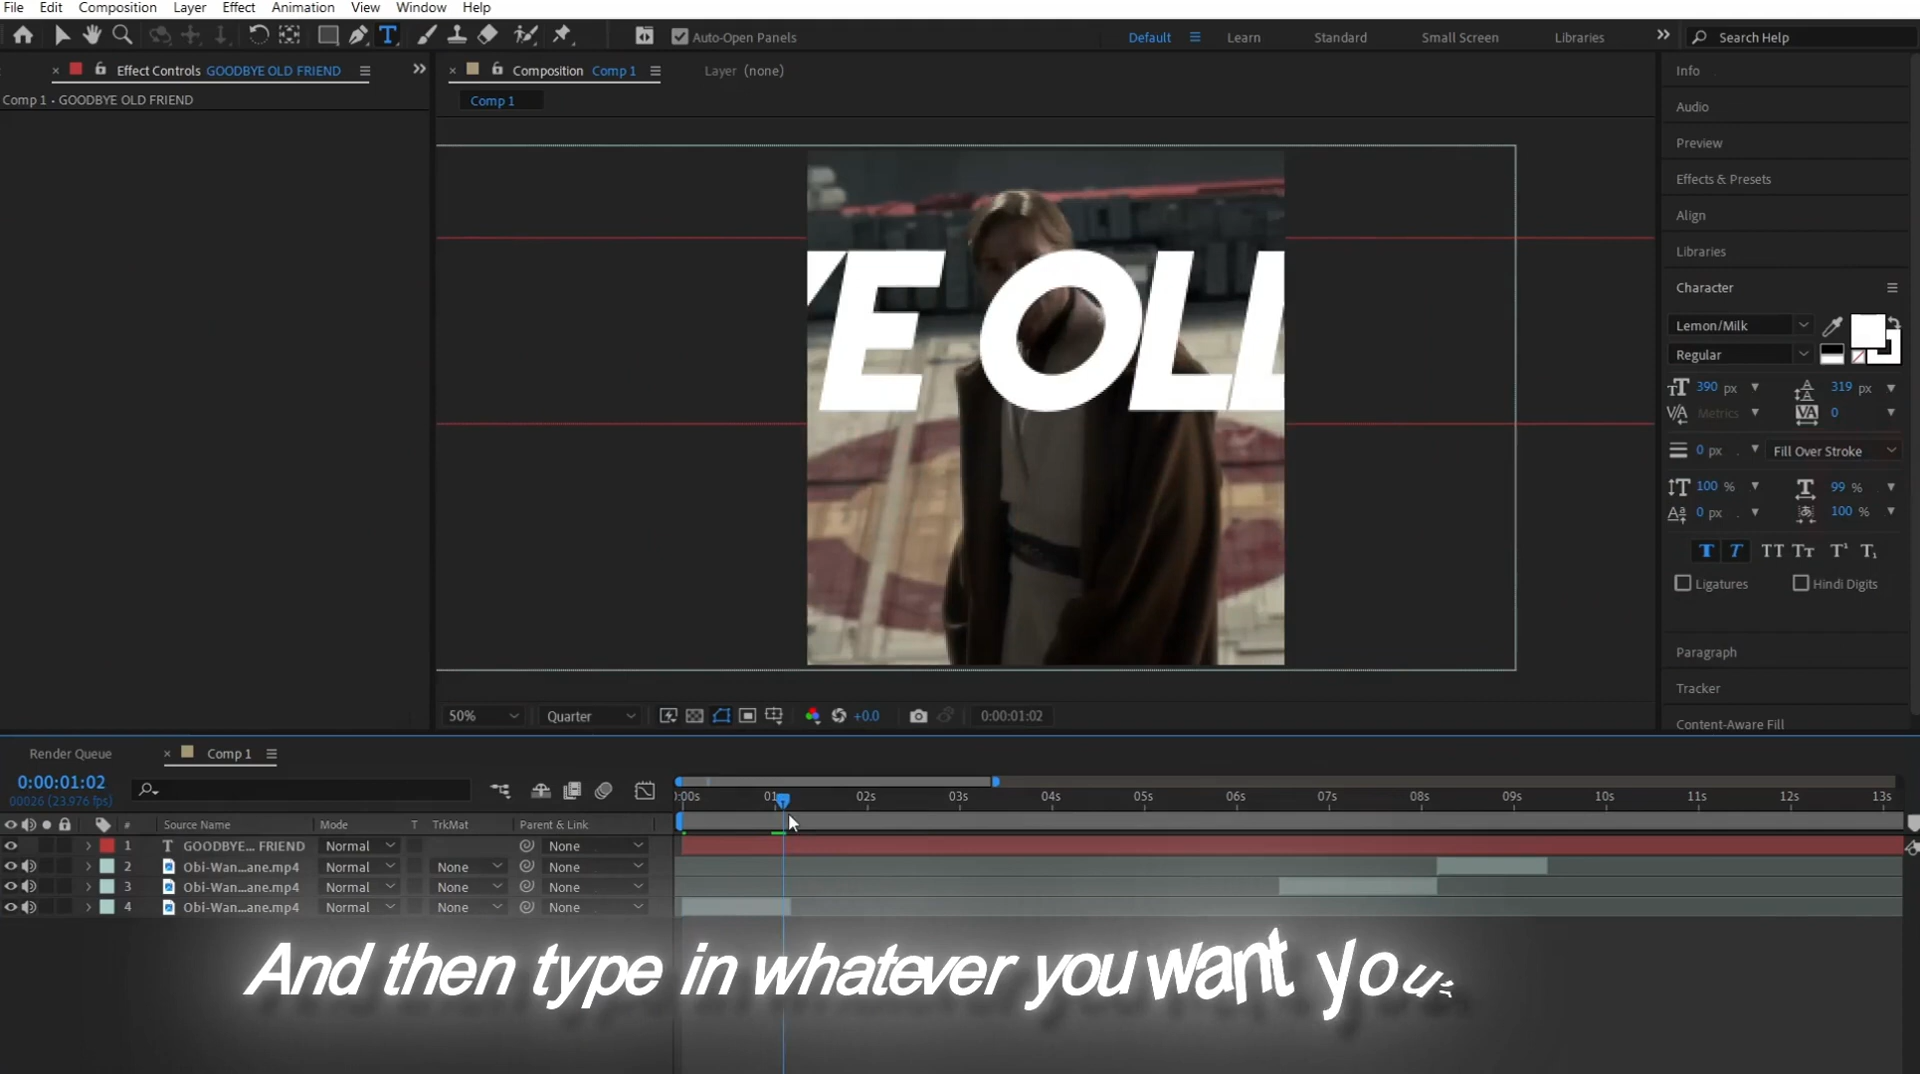 File Edit Composition Layer Effect Animation View Window Help
Auto-Open Panels Default Learn Standard Small Screen Libraries Search Help
Effect Controls GOODBYE OLD FRIEND
Composition Comp 1
Layer (none)
Comp 1 • GOODBYE OLD FRIEND
Comp 1
E OLL
50% Quarter +0.0 0:00:01:02
Info
Audio
Preview
Effects & Presets
Align
Libraries
Character
Lemon/Milk
Regular
390 px 319 px
Metrics 0
0 px Fill Over Stroke
100 % 99 %
0 px 100 %
T T TT Tт T¹ T₁
Ligatures Hindi Digits
Paragraph
Tracker
Content-Aware Fill
Render Queue Comp 1
0:00:01:02
00026 (23.976 fps)
:00s 01 02s 03s 04s 05s 06s 07s 08s 09s 10s 11s 12s 13s
# Source Name Mode T TrkMat Parent & Link
1 T GOODBYE... FRIEND Normal None
2 Obi-Wan...ane.mp4 Normal None None
3 Obi-Wan...ane.mp4 Normal None None
4 Obi-Wan...ane.mp4 Normal None None
And then type in whatever you want you